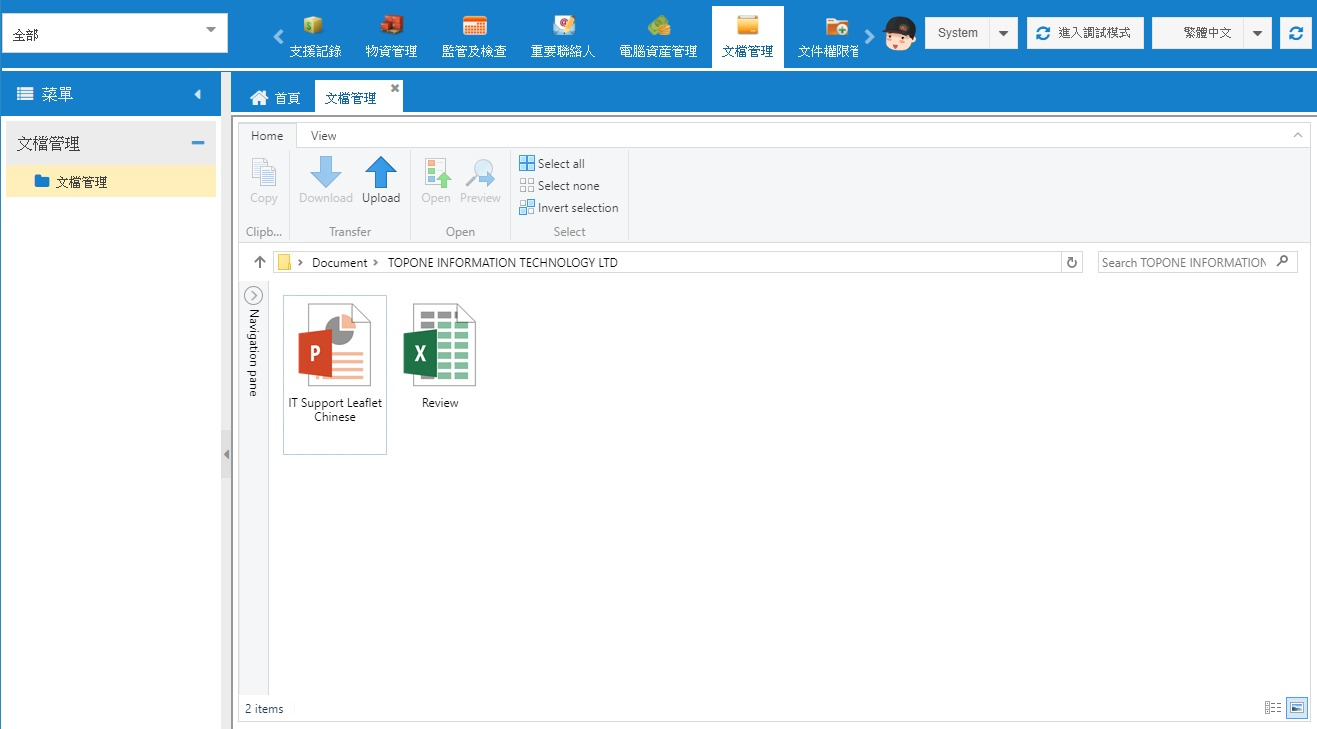 全部
支援記錄
物資管理
監管及檢查
重要聯絡人
電腦資產管理
文檔管理
文件權限管
System
進入調試模式
繁體中文
菜單
首頁
文檔管理
文檔管理
文檔管理
Home
View
Copy
Download
Upload
Open
Preview
Select all
Select none
Invert selection
Clipb...
Transfer
Open
Select
Document
TOPONE INFORMATION TECHNOLOGY LTD
Search TOPONE INFORMATION
Navigation pane
P
IT Support Leaflet
Chinese
X
Review
2 items